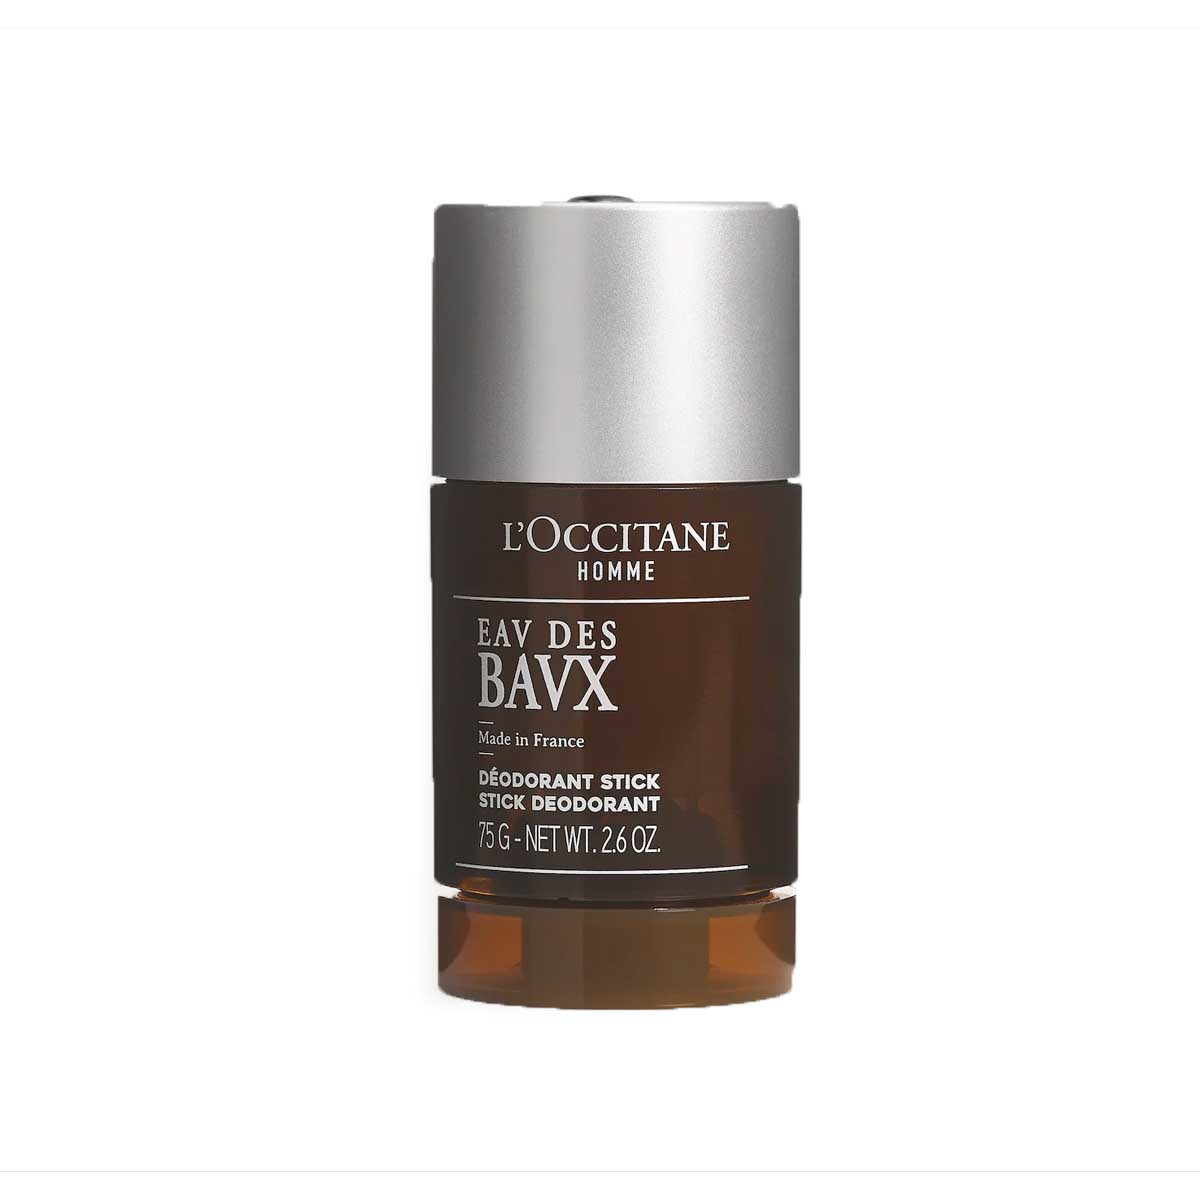 L'OCCITANE
HOMME
EAV DES
BAVX
Made in France
DÉODORANT STICK
STICK DEODORANT
75 G - NET WT. 2.6 OZ.